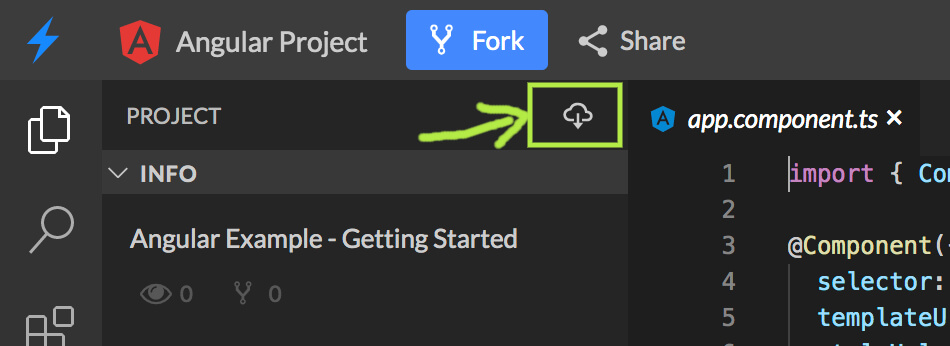 Angular Project
Fork
Share
PROJECT
INFO
Angular Example - Getting Started
0 0
app.component.ts
1 import { Co
2
3 @Component(
4 selector:
5 templateU